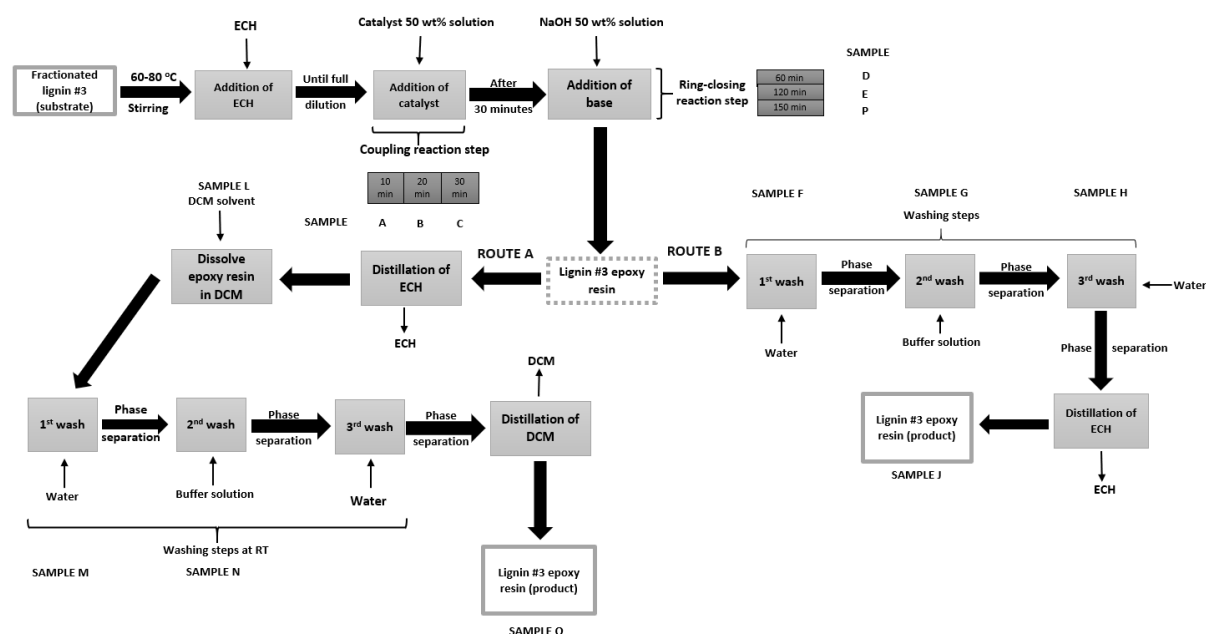 ECH
Catalyst 50 wt% solution
NaOH 50 wt% solution
SAMPLE
Fractionated
lignin #3
(substrate)
60-80 °C
Stirring
Addition of
ECH
Until full
dilution
Addition of
catalyst
After
30 minutes
Addition of
base
Ring-closing
reaction step
60 min
D
120 min
E
150 min
P
Coupling reaction step
10
min
20
min
30
min
SAMPLE
A
B
C
SAMPLE L
DCM solvent
Dissolve
epoxy resin
in DCM
Distillation of
ECH
ECH
ROUTE A
Lignin #3 epoxy
resin
ROUTE B
SAMPLE F
SAMPLE G
SAMPLE H
Washing steps
1st wash
Phase
separation
2nd wash
Phase
separation
3rd wash
Water
Water
Buffer solution
Phase
separation
Distillation of
ECH
ECH
Lignin #3 epoxy
resin (product)
SAMPLE J
1st wash
Phase
separation
2nd wash
Phase
separation
3rd wash
Phase
separation
DCM
Distillation of
DCM
Water
Buffer solution
Water
Washing steps at RT
SAMPLE M
SAMPLE N
Lignin #3 epoxy
resin (product)
SAMPLE O